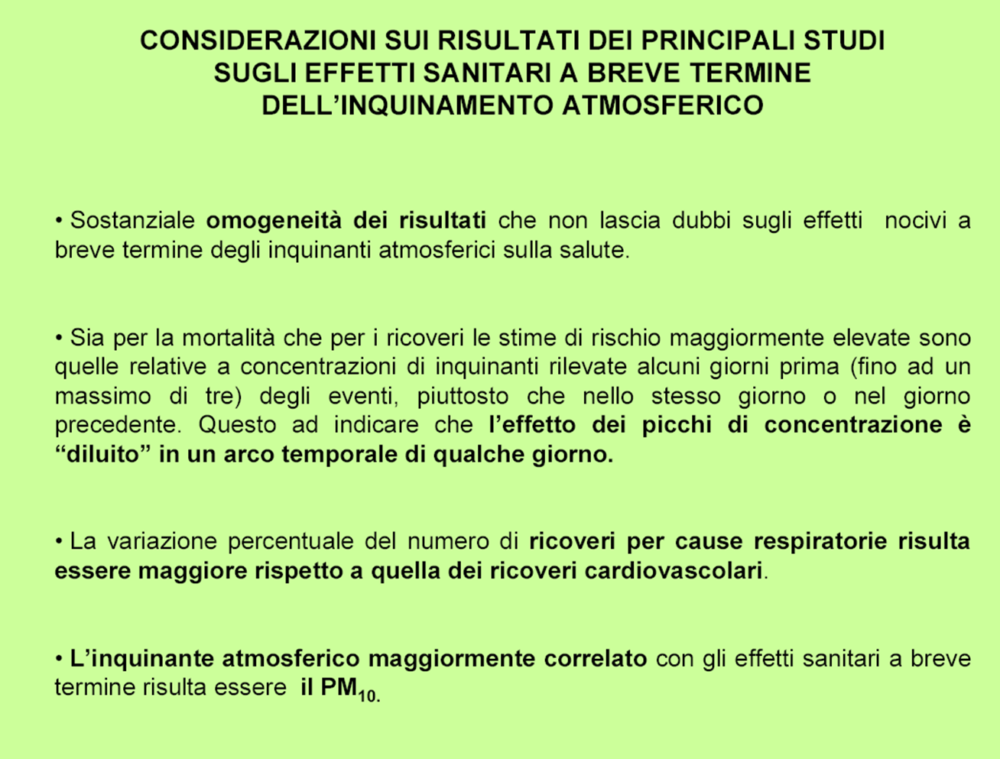 CONSIDERAZIONI SUI RISULTATI DEI PRINCIPALI STUDI
SUGLI EFFETTI SANITARI A BREVE TERMINE
DELL’INQUINAMENTO ATMOSFERICO
• Sostanziale omogeneità dei risultati che non lascia dubbi sugli effetti nocivi a
breve termine degli inquinanti atmosferici sulla salute.
• Sia per la mortalità che per i ricoveri le stime di rischio maggiormente elevate sono
quelle relative a concentrazioni di inquinanti rilevate alcuni giorni prima (fino ad un
massimo di tre) degli eventi, piuttosto che nello stesso giorno o nel giorno
precedente. Questo ad indicare che l’effetto dei picchi di concentrazione è
“diluito” in un arco temporale di qualche giorno.
• La variazione percentuale del numero di ricoveri per cause respiratorie risulta
essere maggiore rispetto a quella dei ricoveri cardiovascolari.
• L’inquinante atmosferico maggiormente correlato con gli effetti sanitari a breve
termine risulta essere il PM10.